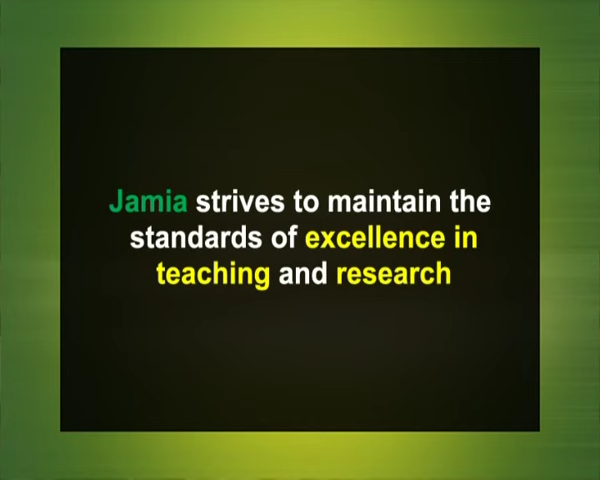 Jamia strives to maintain the
standards of excellence in
teaching and research